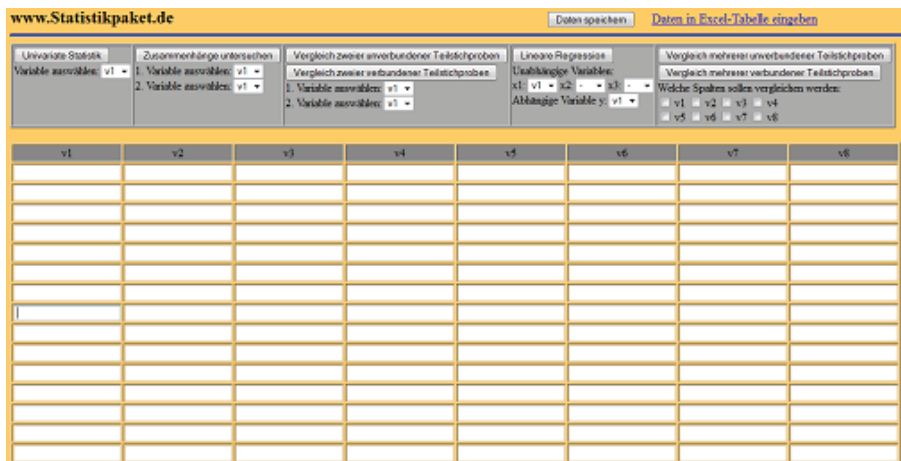 www.Statistikpaket.de
Daten speichern
Daten in Excel-Tabelle eingeben
Univariate Statistik
Variable auswählen: v1
Zusammenhänge untersuchen
1. Variable auswählen: v1
2. Variable auswählen: v1
Vergleich zweier unverbundener Teilstichproben
Vergleich zweier verbundener Teilstichproben
1. Variable auswählen: v1
2. Variable auswählen: v1
Lineare Regression
Unabhängige Variablen:
x1: v1 x2: - x3: -
Abhängige Variable y: v1
Vergleich mehrerer unverbundener Teilstichproben
Vergleich mehrerer verbundener Teilstichproben
Welche Spalten sollen vergleichen werden:
v1 v2 v3 v4
v5 v6 v7 v8
v1 v2 v3 v4 v5 v6 v7 v8